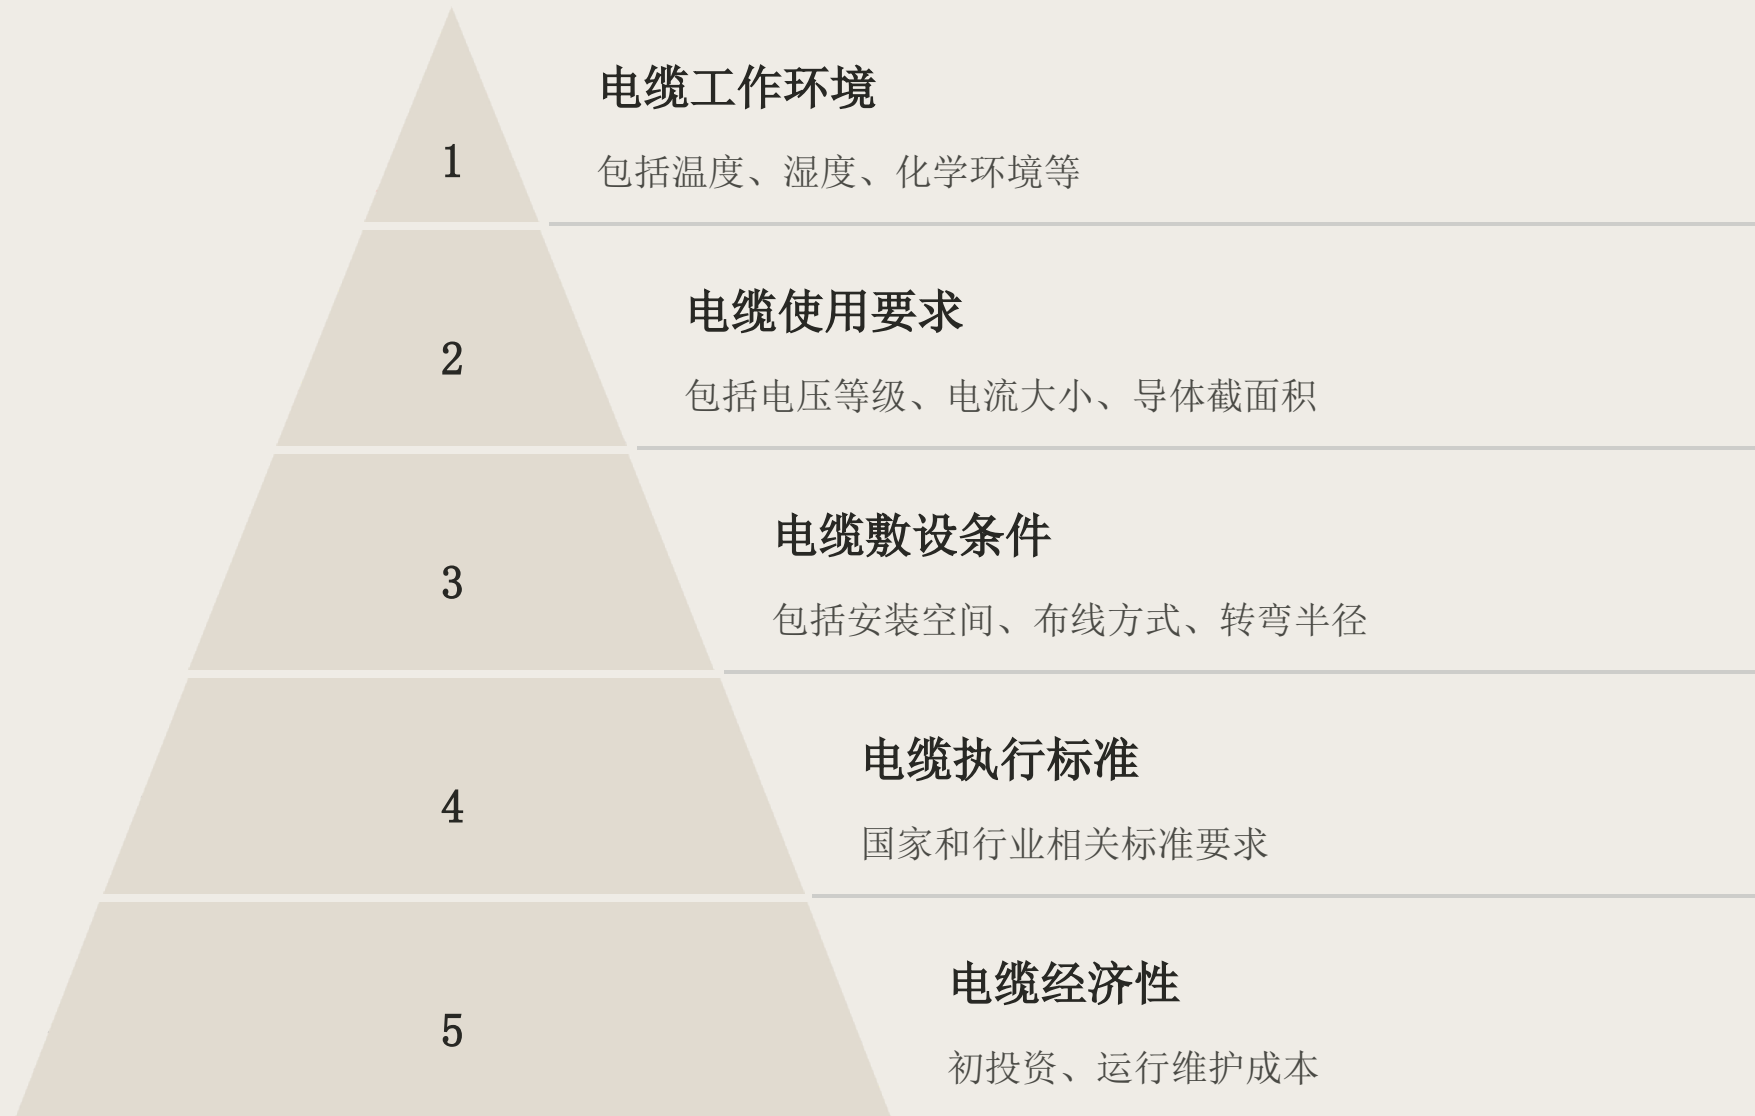 电缆工作环境
1
包括温度、湿度、化学环境等
电缆使用要求
2
包括电压等级、电流大小、导体截面积
电缆敷设条件
3
包括安装空间、布线方式、转弯半径
电缆执行标准
4
国家和行业相关标准要求
电缆经济性
5
初投资、运行维护成本